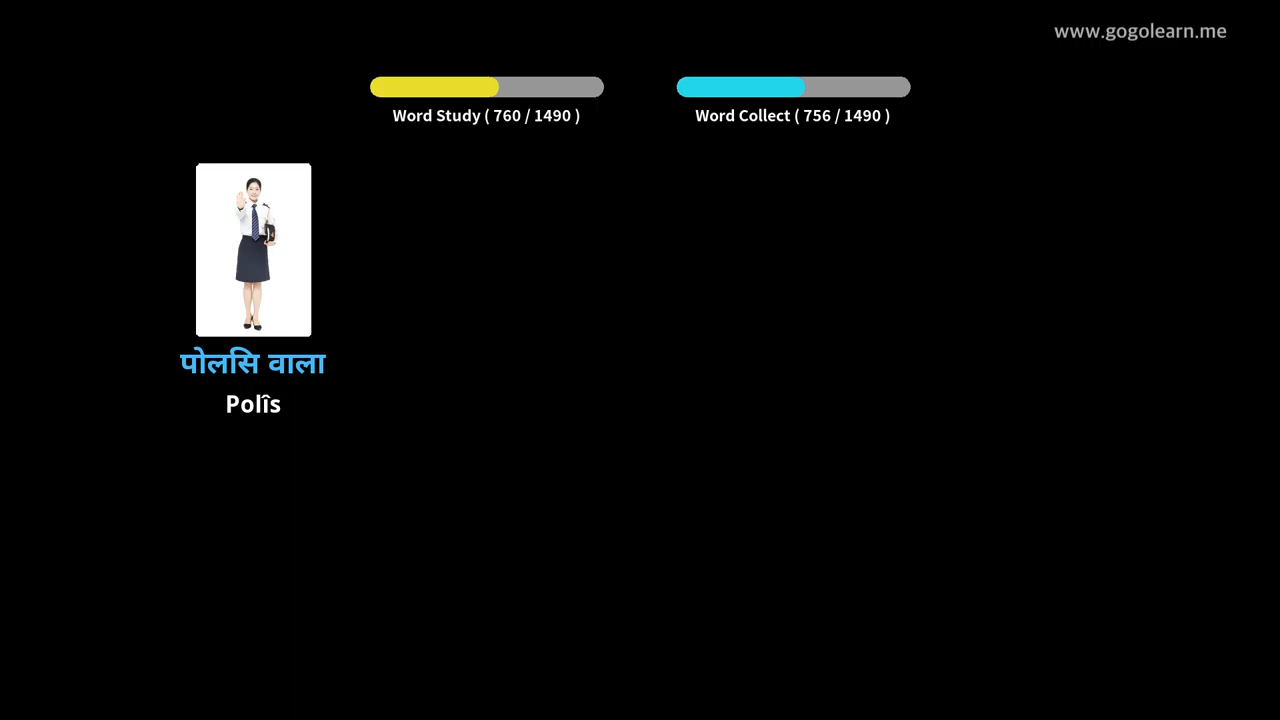 www.gogolearn.me
Word Study ( 760 / 1490 )
Word Collect ( 756 / 1490 )
पोलसि वाला
Polîs